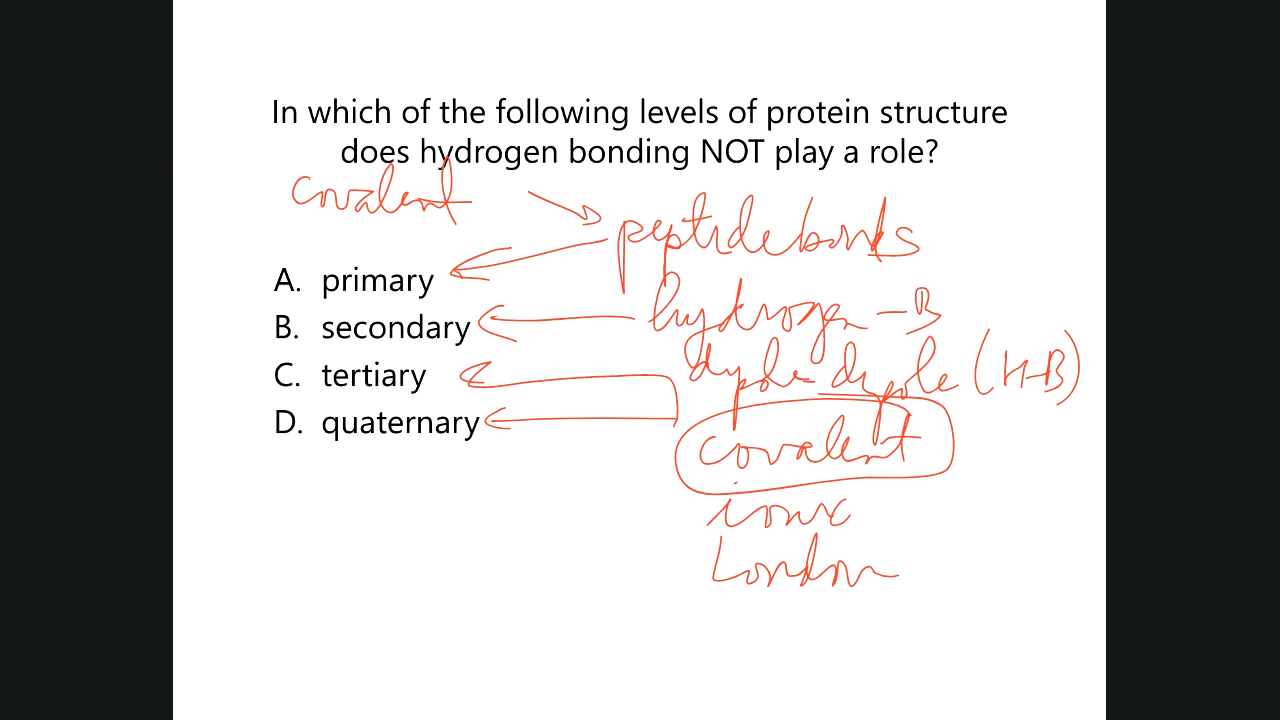 In which of the following levels of protein structure
does hydrogen bonding NOT play a role?
covalent
peptide bonds
A. primary
hydrogen - B
B. secondary
dipole-dipole (H-B)
C. tertiary
D. quaternary
covalent
ionic
London